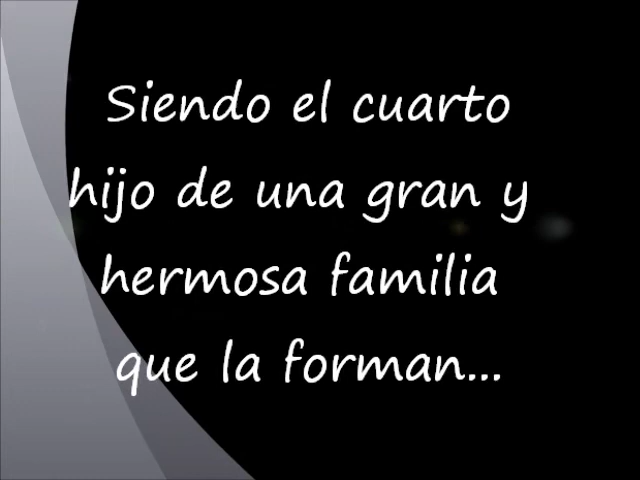 Siendo el cuarto
hijo de una gran y
hermosa familia
que la forman...